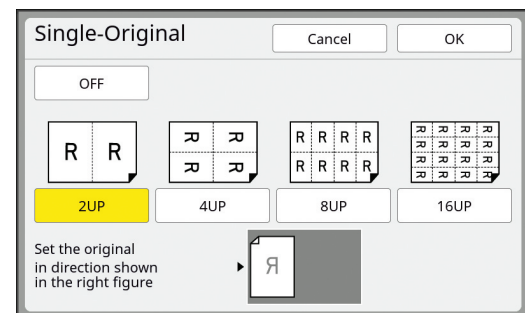 Single-Original
Cancel
OK
OFF
R R
R R
R R
R R R R
R R R R
R R R R
R R R R
R R R R
R R R R
2UP
4UP
8UP
16UP
Set the original
in direction shown
in the right figure
R